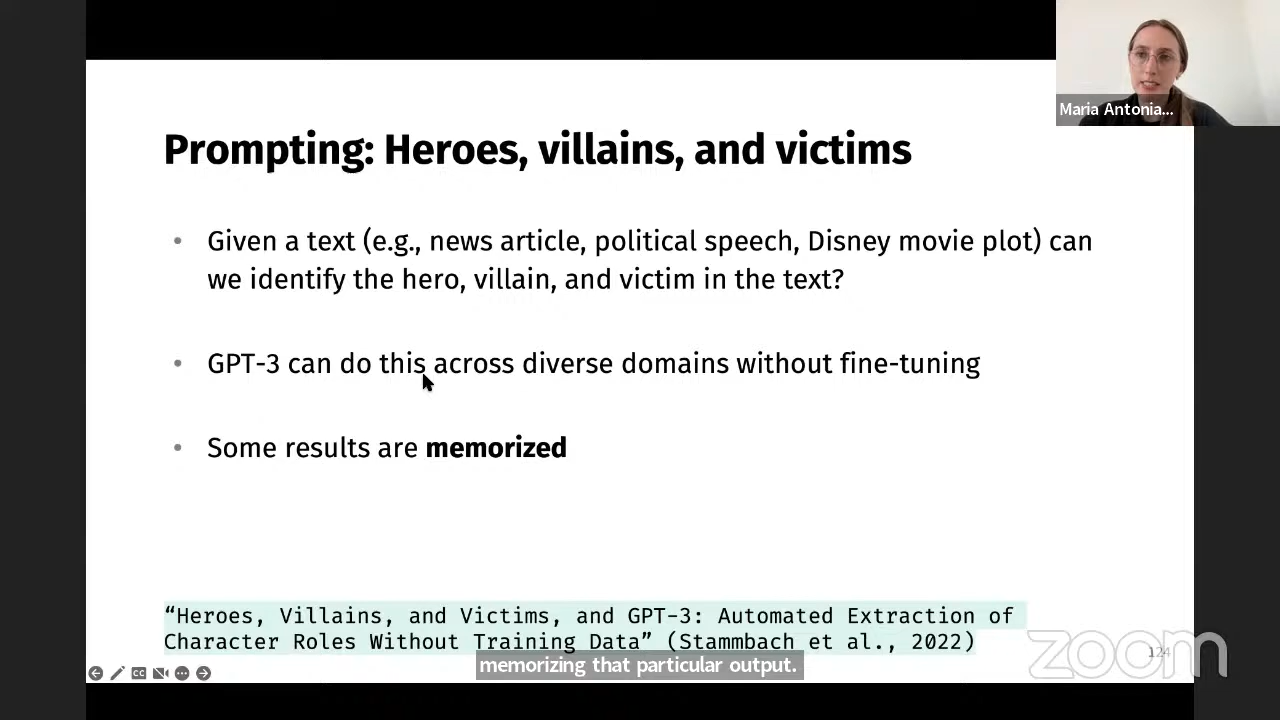 Maria Antonia...
Prompting: Heroes, villains, and victims
• Given a text (e.g., news article, political speech, Disney movie plot) can
we identify the hero, villain, and victim in the text?
• GPT-3 can do this across diverse domains without fine-tuning
• Some results are memorized
“Heroes, Villains, and Victims, and GPT-3: Automated Extraction of
Character Roles Without Training Data” (Stammbach et al., 2022)
memorizing that particular output.
124
zoom
CC